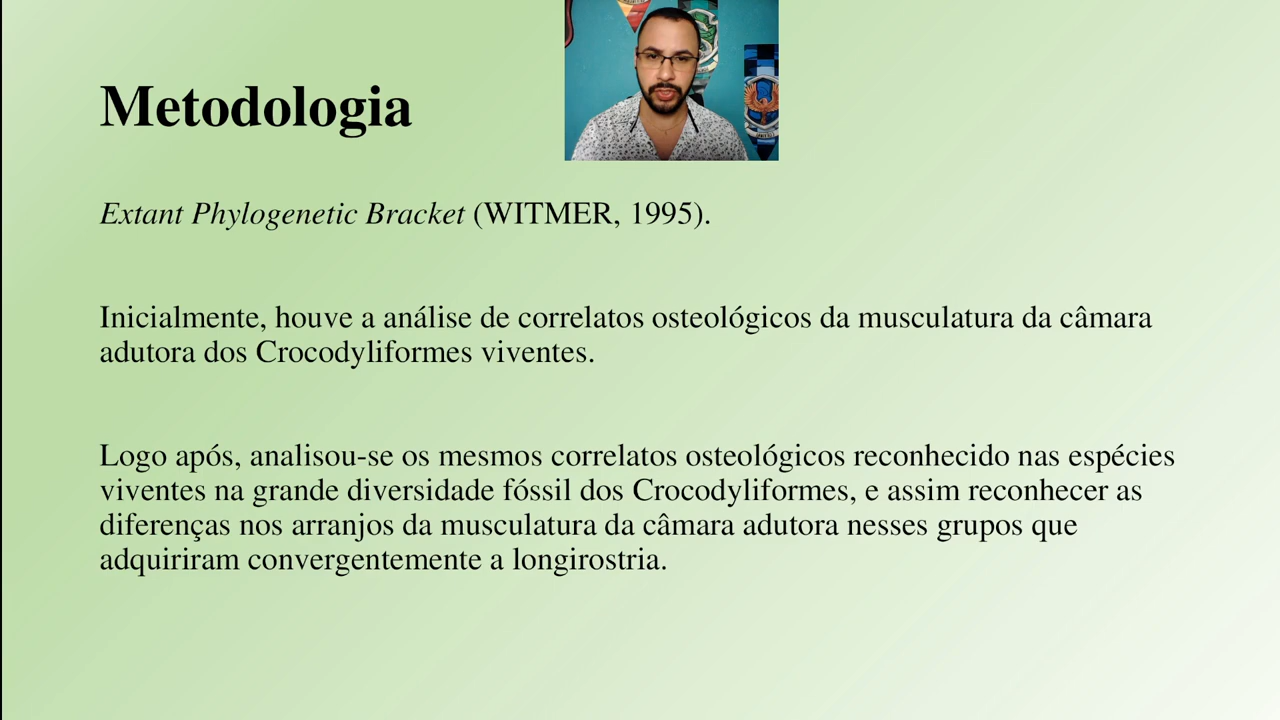 Metodologia
Extant Phylogenetic Bracket (WITMER, 1995).
Inicialmente, houve a análise de correlatos osteológicos da musculatura da câmara
adutora dos Crocodyliformes viventes.
Logo após, analisou-se os mesmos correlatos osteológicos reconhecido nas espécies
viventes na grande diversidade fóssil dos Crocodyliformes, e assim reconhecer as
diferenças nos arranjos da musculatura da câmara adutora nesses grupos que
adquiriram convergentemente a longirostria.